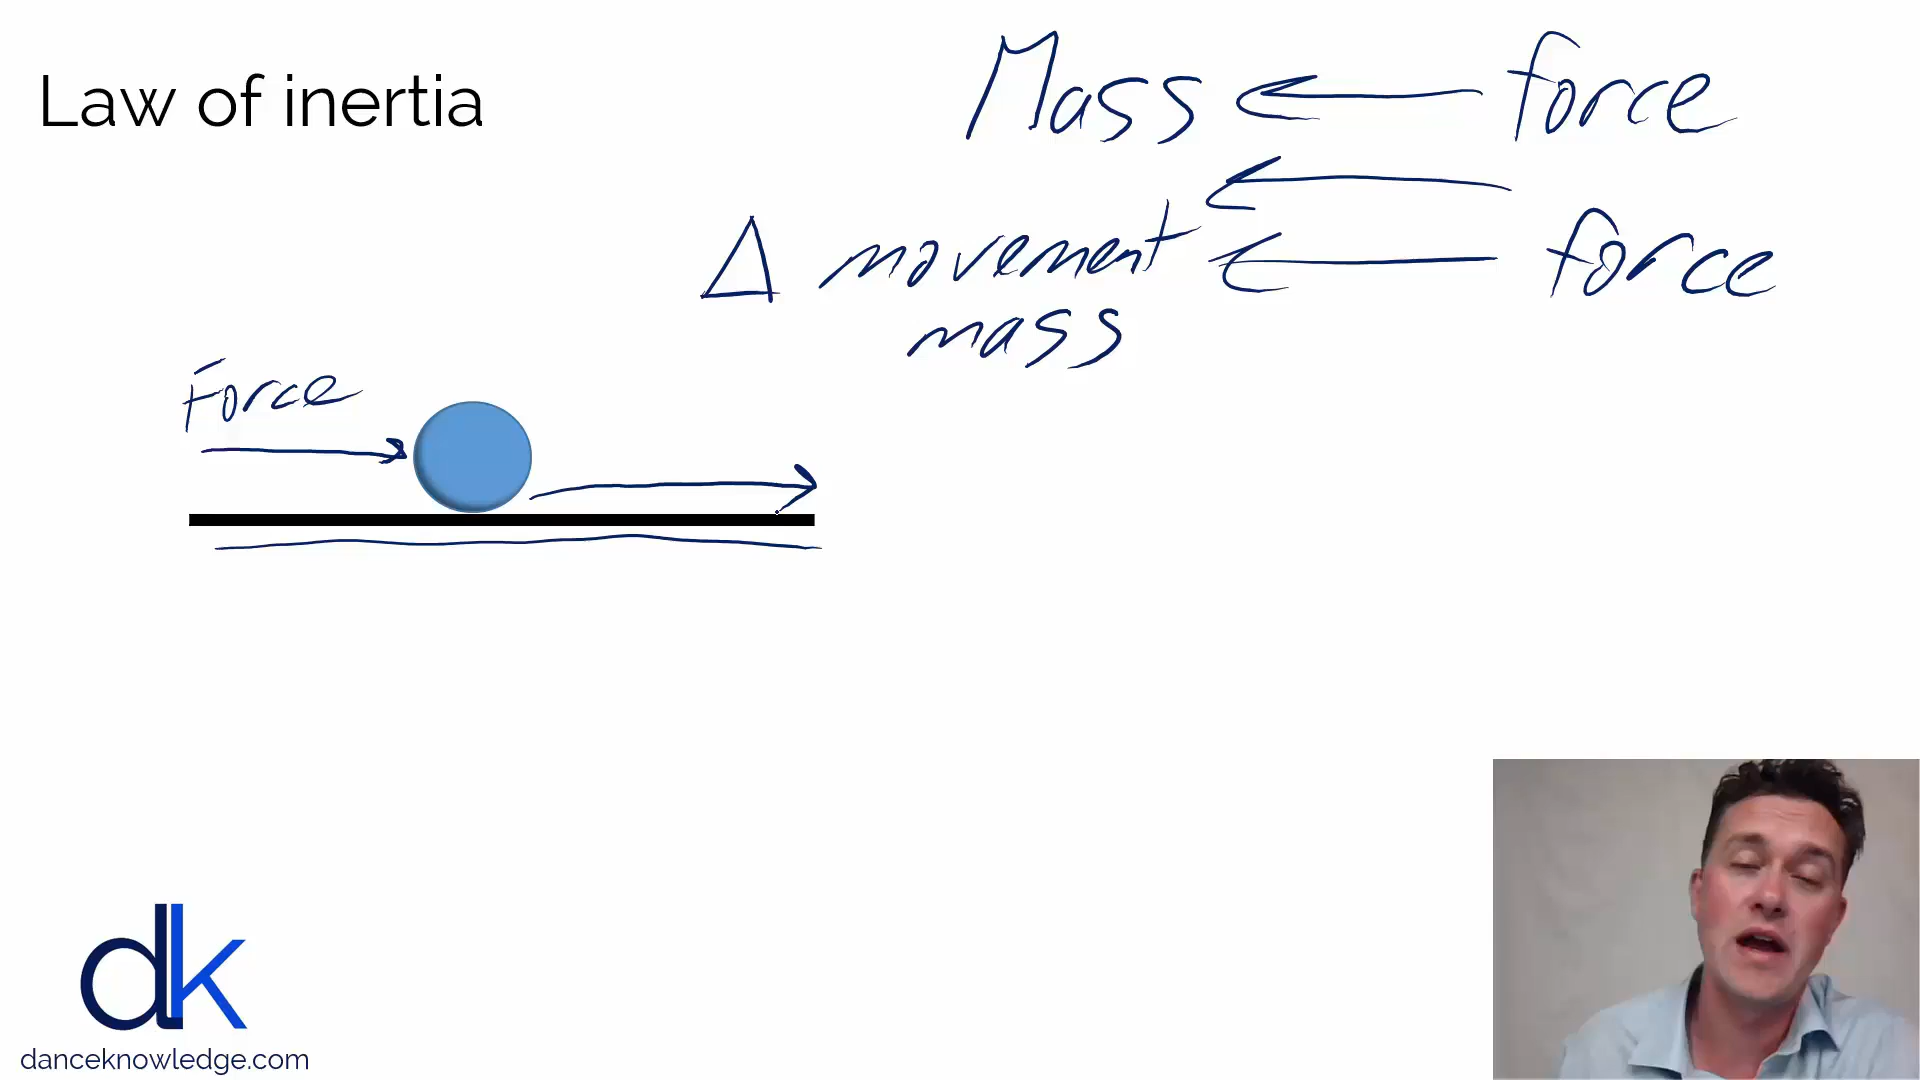 Law of inertia
Mass ← force
Δ movement ← force
mass
Force
dk
danceknowledge.com